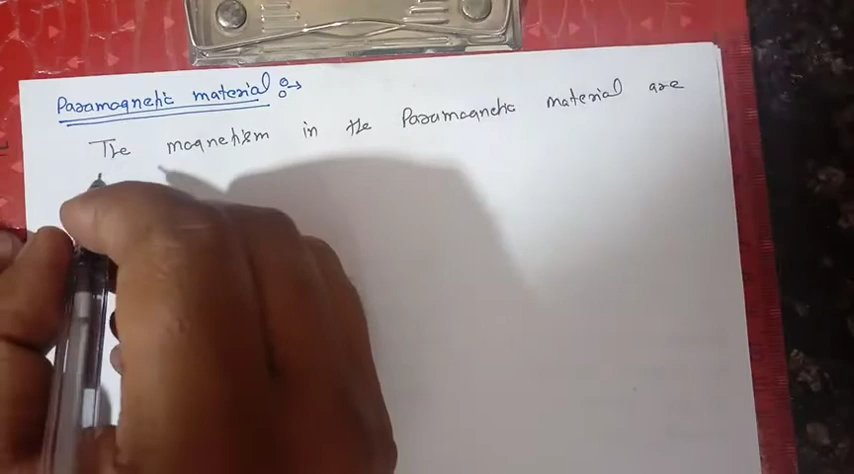 Paramagnetic material :→
The magnetism in the Paramagnetic material are